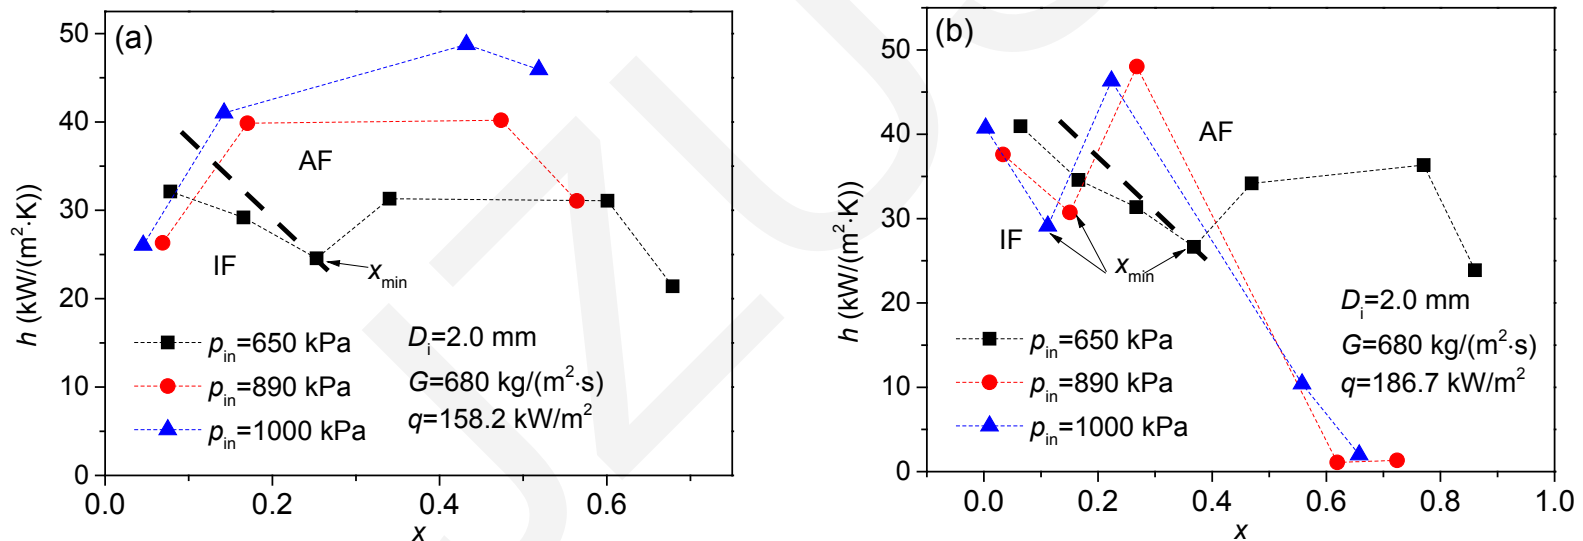 (a)
50
40
30
20
10
0
h (kW/(m²·K))
AF
IF
xmin
pin=650 kPa
pin=890 kPa
pin=1000 kPa
Di=2.0 mm
G=680 kg/(m²·s)
q=158.2 kW/m²
0.0 0.2 0.4 0.6
x
(b)
50
40
30
20
10
0
h (kW/(m²·K))
AF
IF
xmin
pin=650 kPa
pin=890 kPa
pin=1000 kPa
Di=2.0 mm
G=680 kg/(m²·s)
q=186.7 kW/m²
0.0 0.2 0.4 0.6 0.8 1.0
x